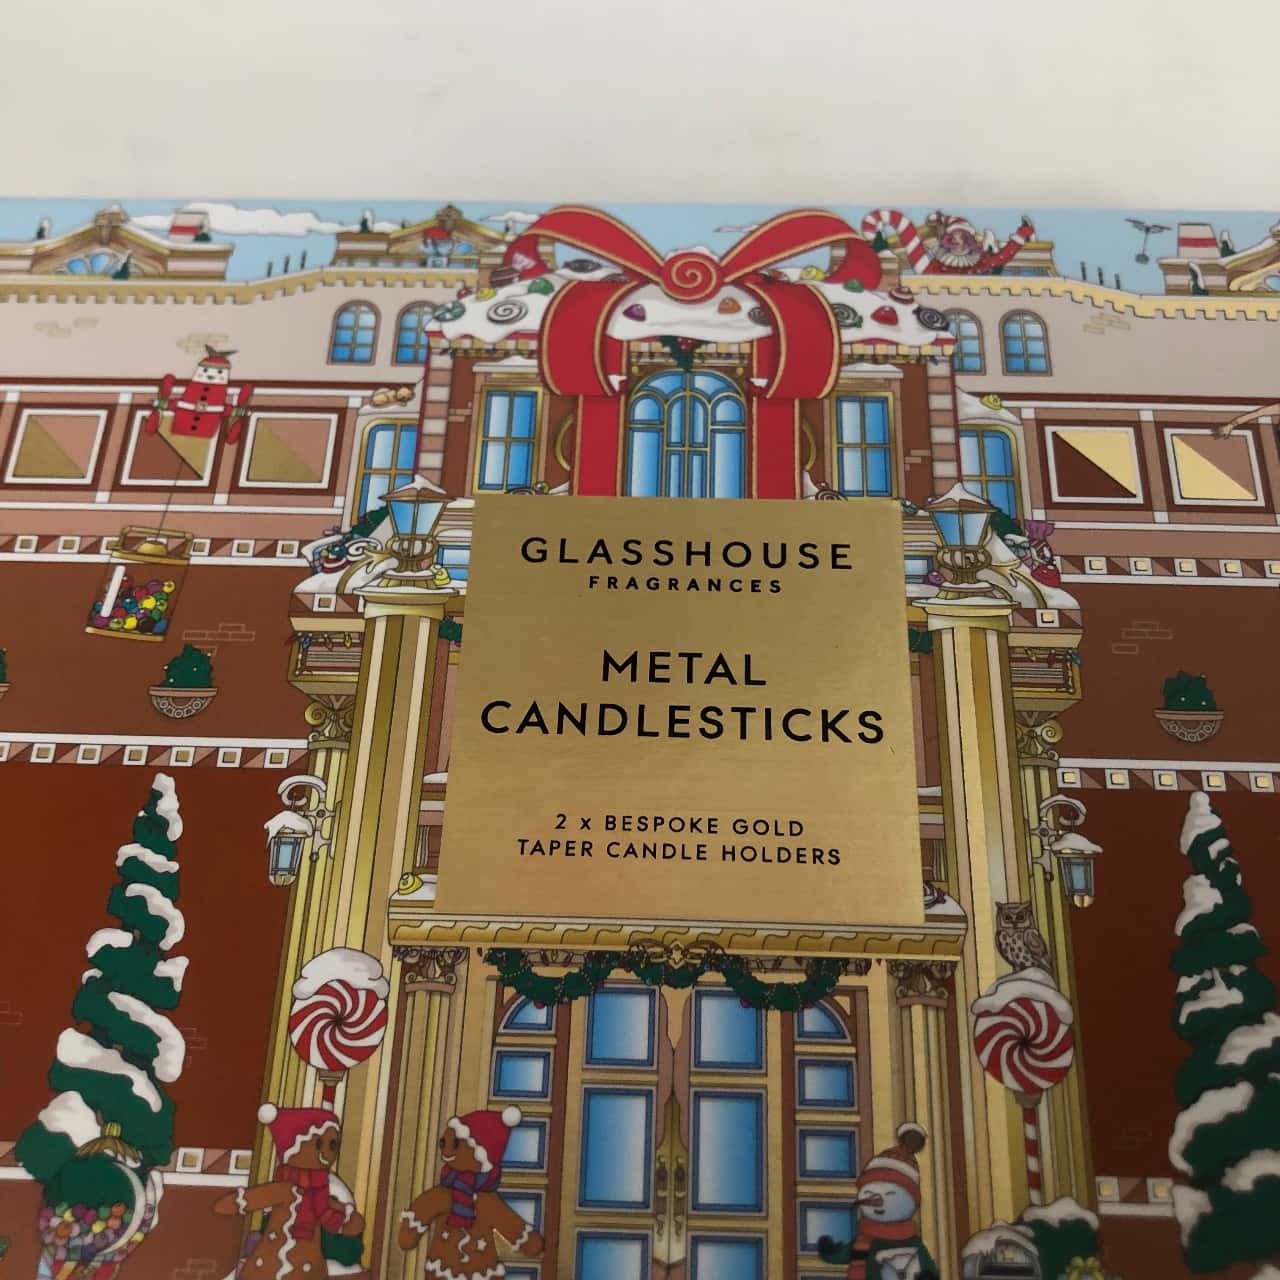 GLASSHOUSE
FRAGRANCES
METAL
CANDLESTICKS
2 x BESPOKE GOLD
TAPER CANDLE HOLDERS